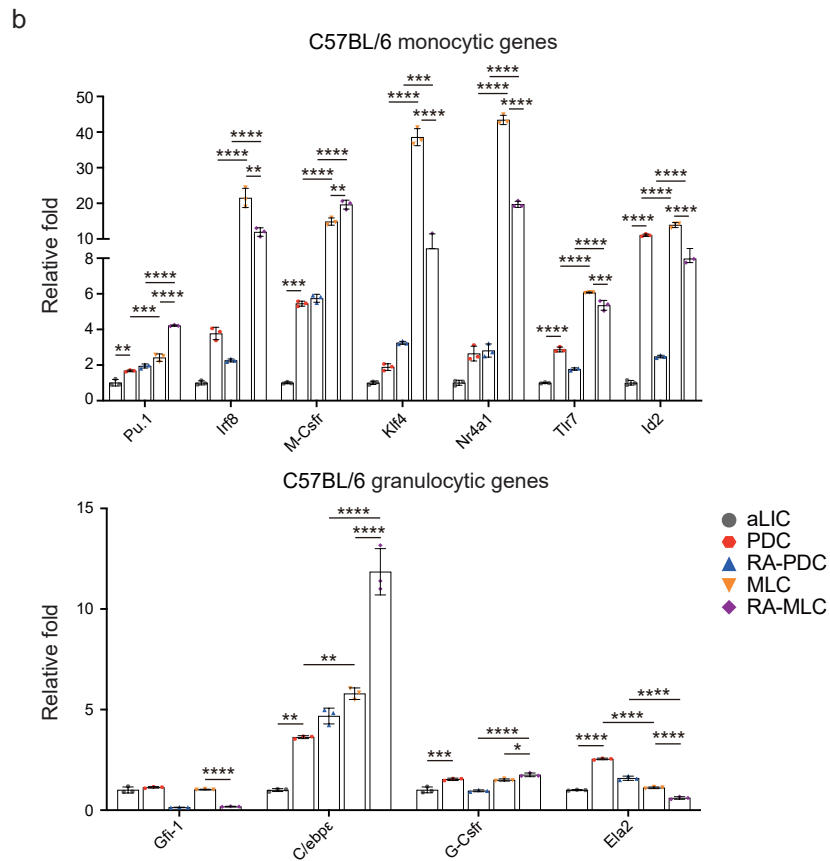 b
C57BL/6 monocytic genes
Relative fold
50
40
30
20
10
8
6
4
2
0
** *** **** ****
**** **** **
*** **** **** **
**** *** ****
**** **** ****
**** **** **** ***
**** **** **** ****
Pu.1 Irf8 M-Csfr Klf4 Nr4a1 Tlr7 Id2
C57BL/6 granulocytic genes
Relative fold
15
10
5
0
****
** ** **** ****
*** **** *
**** **** **** ****
Gfi-1 C/ebpε G-Csfr Ela2
aLIC
PDC
RA-PDC
MLC
RA-MLC